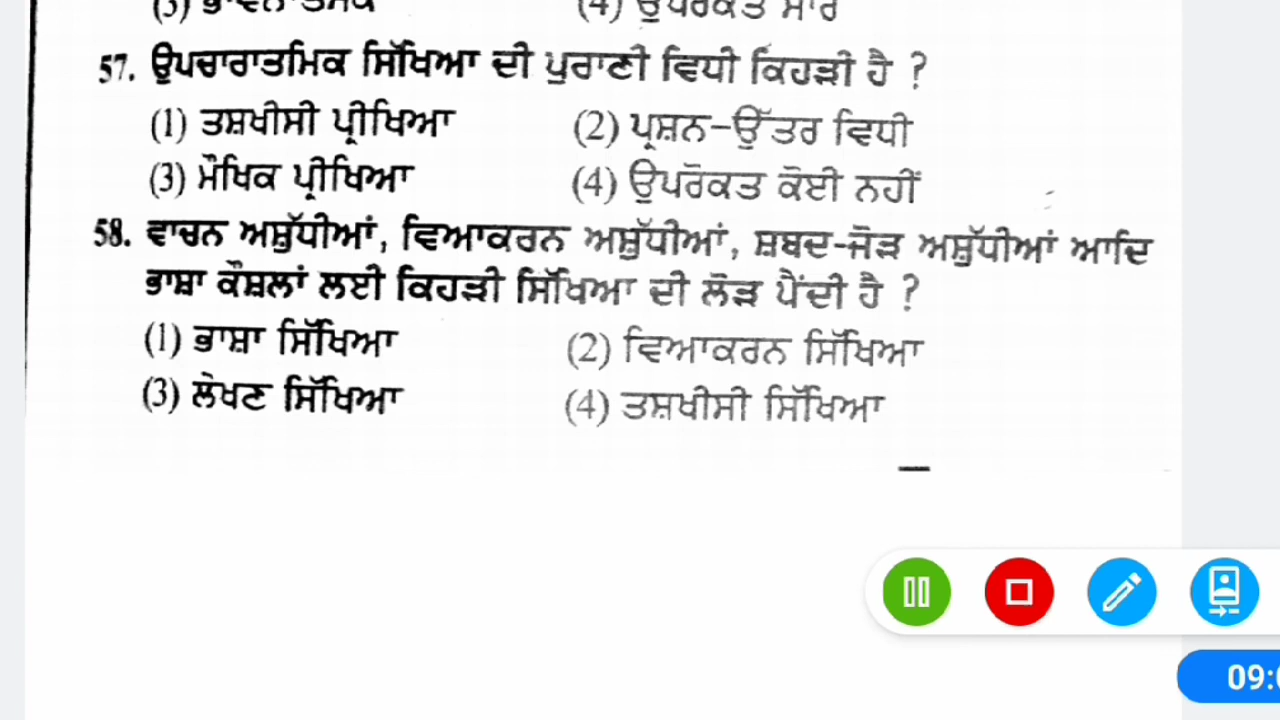 57. ਉਪਚਾਰਾਤਮਿਕ ਸਿੱਖਿਆ ਦੀ ਪੁਰਾਣੀ ਵਿਧੀ ਕਿਹੜੀ ਹੈ ?
(1) ਤਸ਼ਖੀਸੀ ਪ੍ਰੀਖਿਆ (2) ਪ੍ਰਸ਼ਨ-ਉੱਤਰ ਵਿਧੀ
(3) ਮੌਖਿਕ ਪ੍ਰੀਖਿਆ (4) ਉਪਰੋਕਤ ਕੋਈ ਨਹੀਂ
58. ਵਾਚਨ ਅਸ਼ੁੱਧੀਆਂ, ਵਿਆਕਰਨ ਅਸ਼ੁੱਧੀਆਂ, ਸ਼ਬਦ-ਜੋੜ ਅਸ਼ੁੱਧੀਆਂ ਆਦਿ
ਭਾਸ਼ਾ ਕੌਸ਼ਲਾਂ ਲਈ ਕਿਹੜੀ ਸਿੱਖਿਆ ਦੀ ਲੋੜ ਪੈਂਦੀ ਹੈ ?
(1) ਭਾਸ਼ਾ ਸਿੱਖਿਆ (2) ਵਿਆਕਰਨ ਸਿੱਖਿਆ
(3) ਲੇਖਣ ਸਿੱਖਿਆ (4) ਤਸ਼ਖੀਸੀ ਸਿੱਖਿਆ